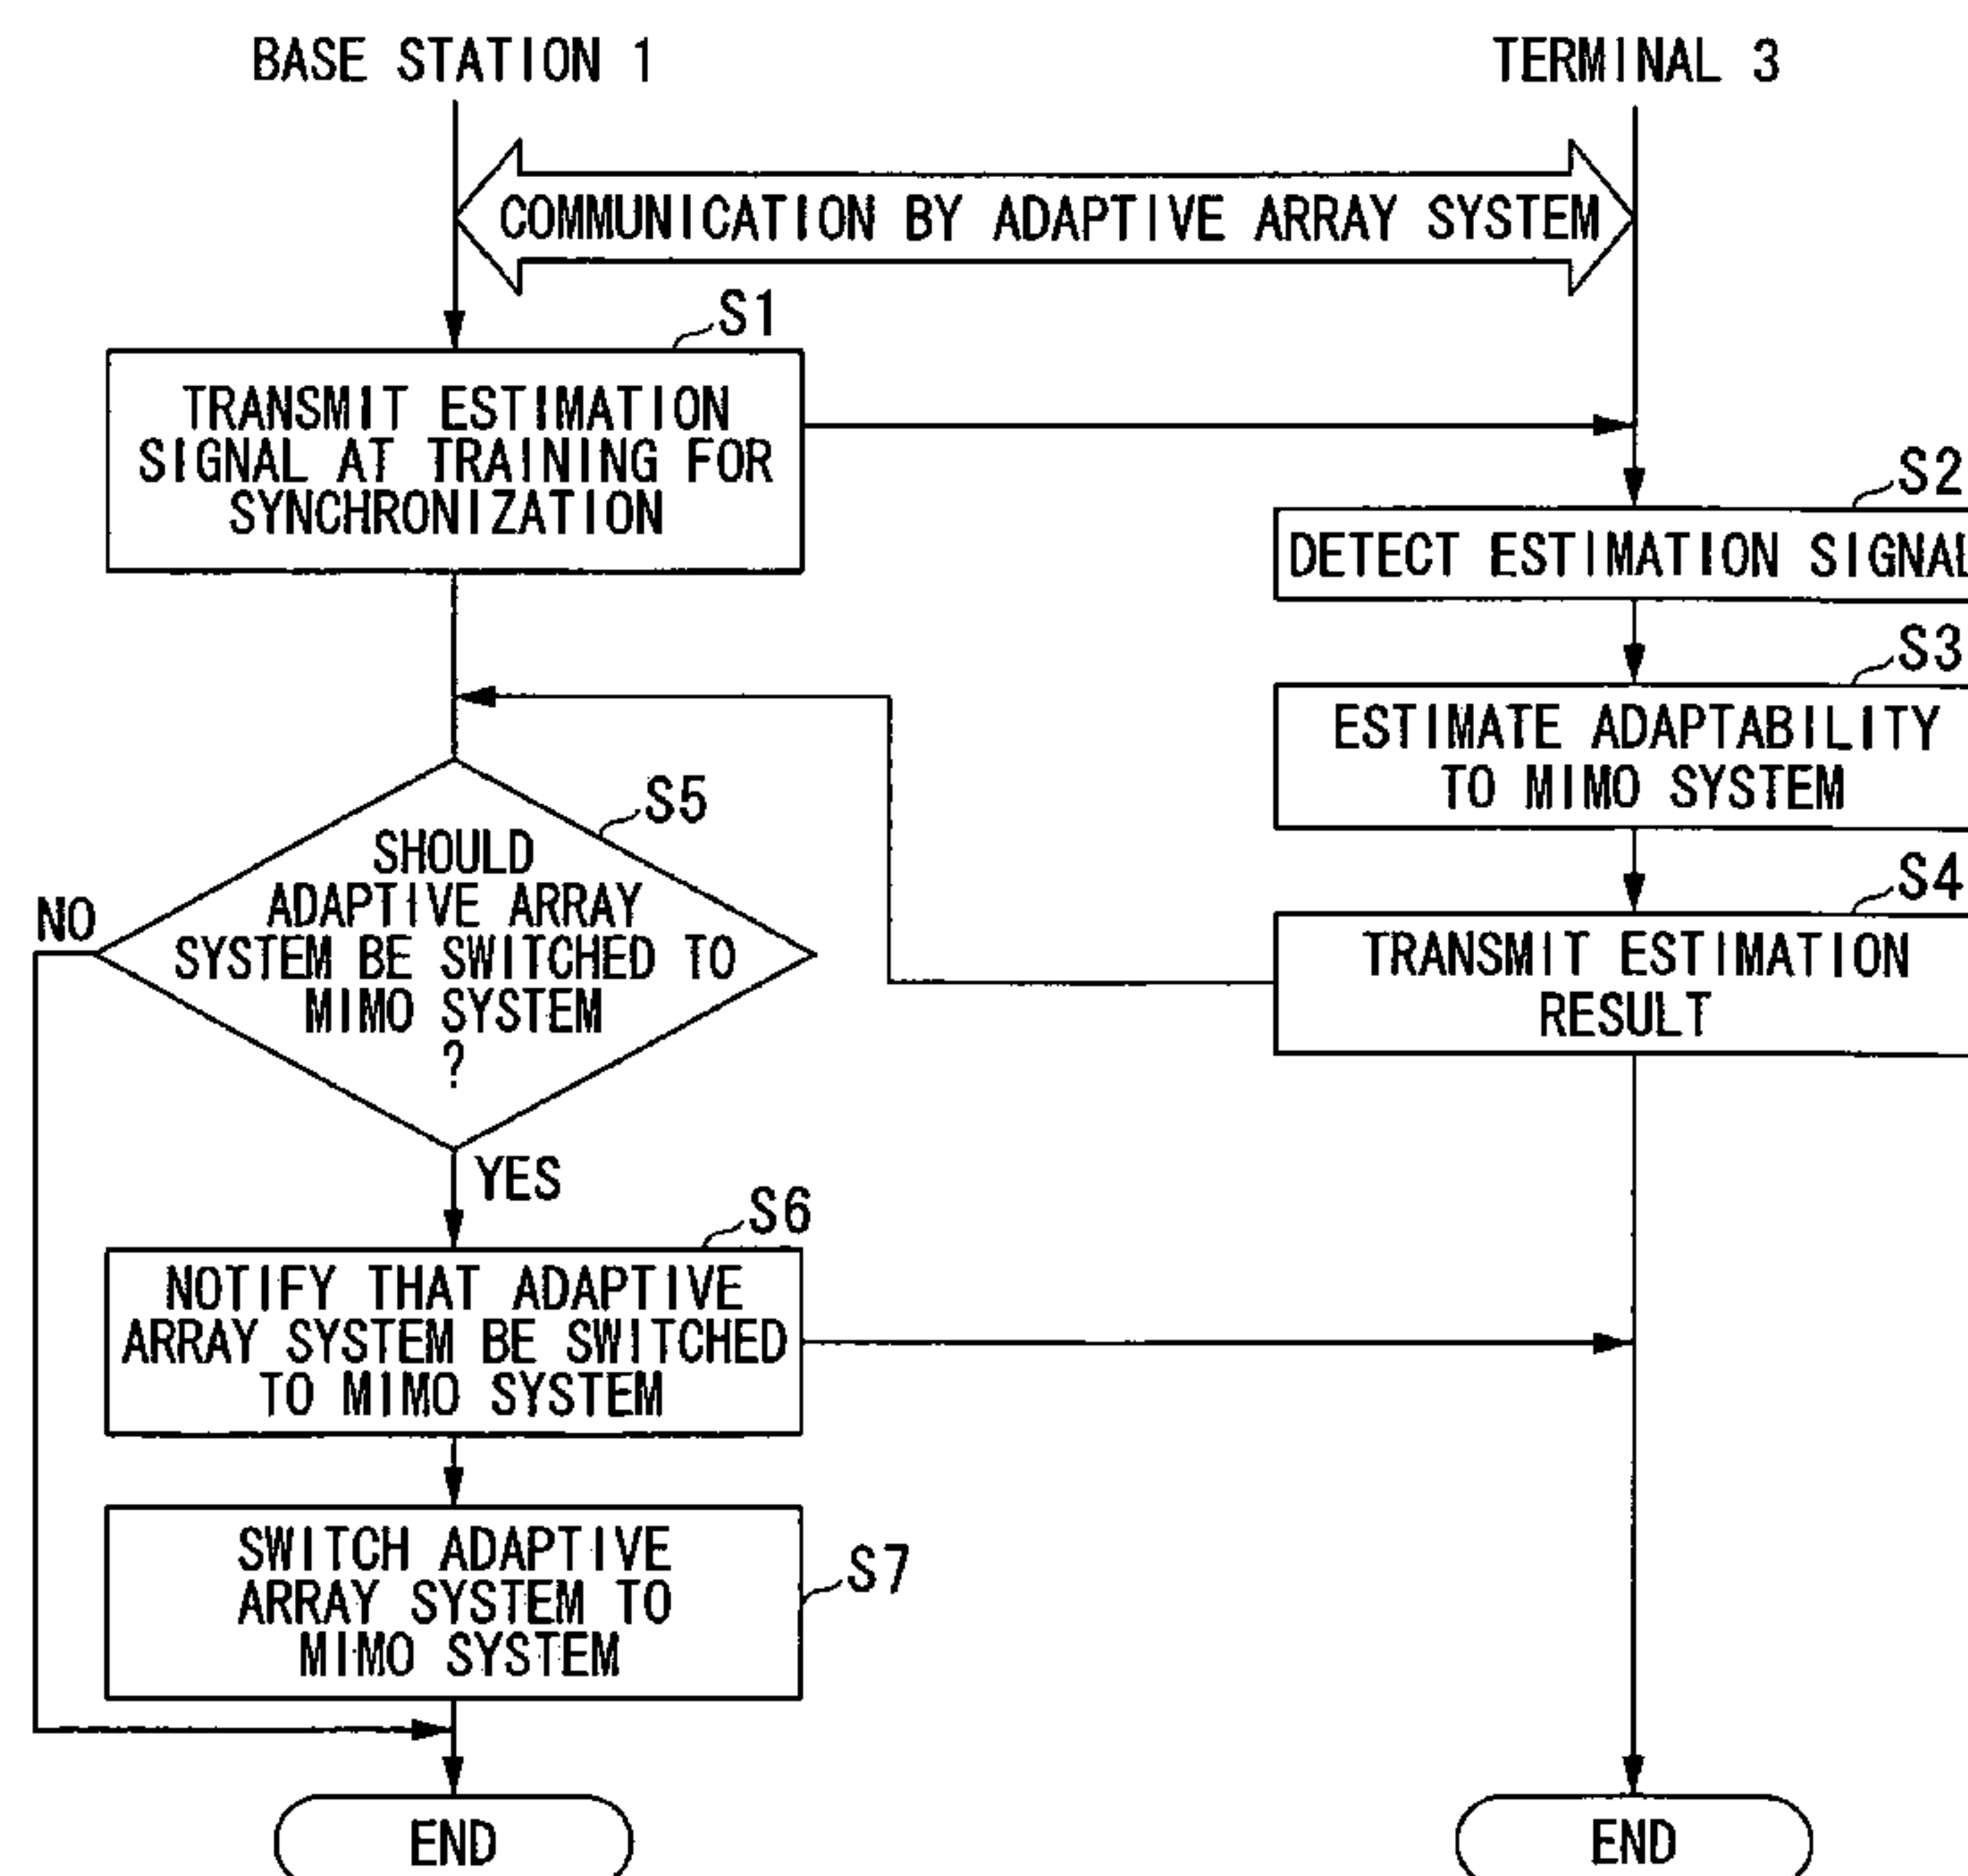 BASE STATION 1
TERMINAL 3
COMMUNICATION BY ADAPTIVE ARRAY SYSTEM
S1
TRANSMIT ESTIMATION
SIGNAL AT TRAINING FOR
SYNCHRONIZATION
S2
DETECT ESTIMATION SIGNAL
S3
ESTIMATE ADAPTABILITY
TO MIMO SYSTEM
S4
TRANSMIT ESTIMATION
RESULT
S5
SHOULD
ADAPTIVE ARRAY
SYSTEM BE SWITCHED TO
MIMO SYSTEM
?
NO
YES
S6
NOTIFY THAT ADAPTIVE
ARRAY SYSTEM BE SWITCHED
TO MIMO SYSTEM
S7
SWITCH ADAPTIVE
ARRAY SYSTEM TO
MIMO SYSTEM
END
END